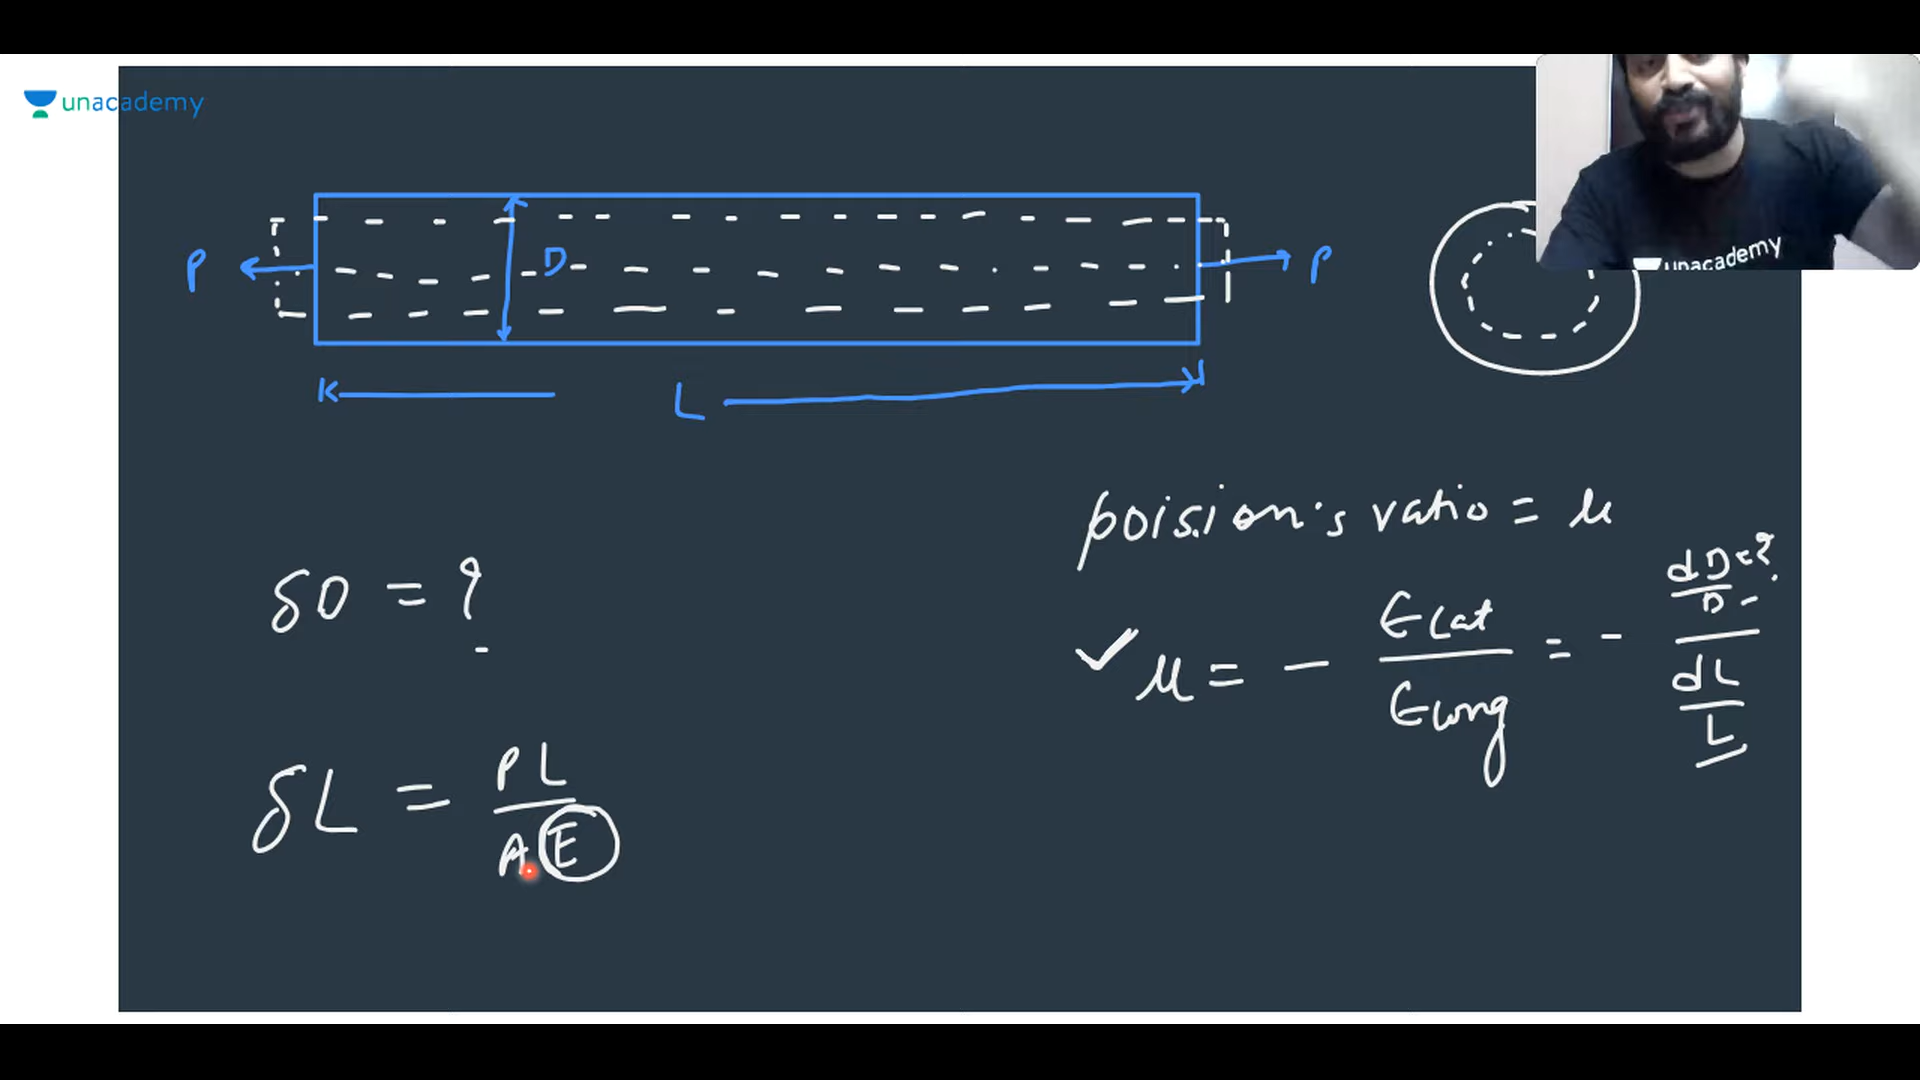 unacademy
unacademy
P D P
L
poision's ratio = μ
δD = ?
μ = - ϵLat / ϵLong = - dD/D = ? / dL/L
δL = PL / AE